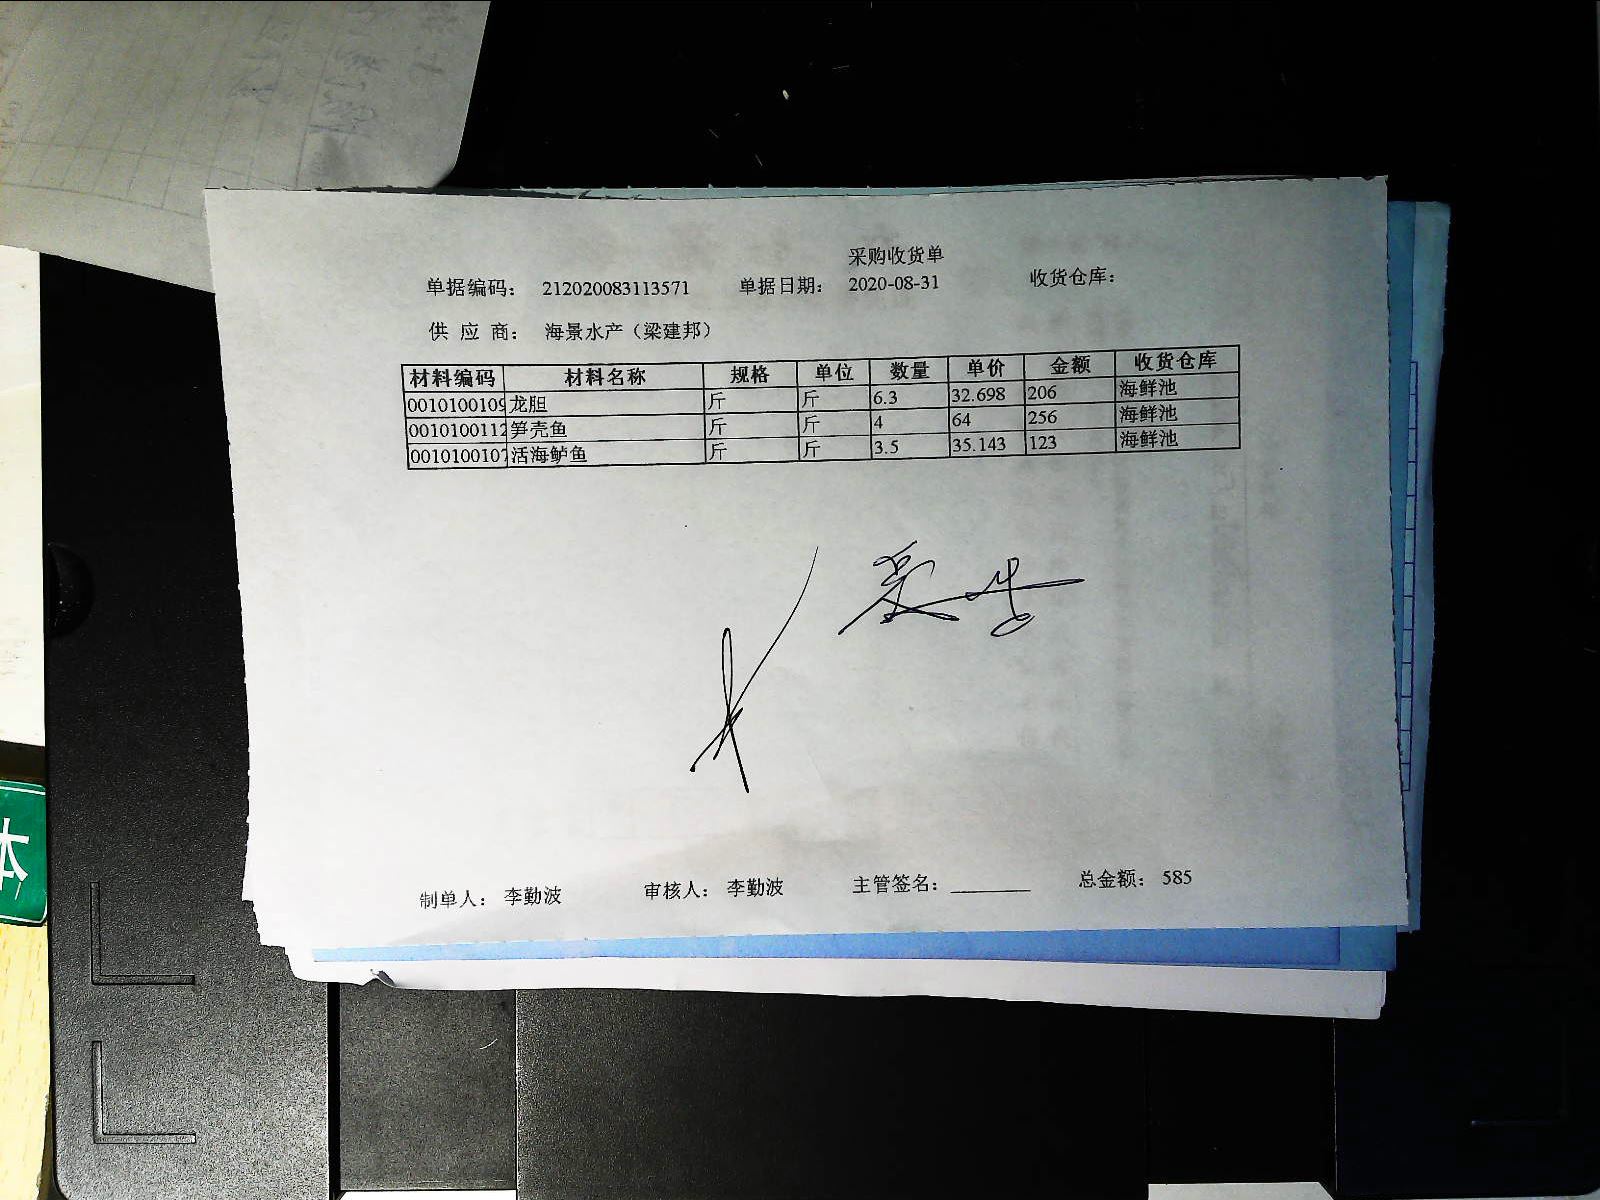 采购收货单
单据编码： 212020083113571 单据日期： 2020-08-31 收货仓库：
供 应 商： 海景水产（梁建邦）
材料编码 材料名称 规格 单位 数量 单价 金额 收货仓库
0010100109 龙胆 斤 斤 6.3 32.698 206 海鲜池
0010100112 笋壳鱼 斤 斤 4 64 256 海鲜池
0010100107 活海鲈鱼 斤 斤 3.5 35.143 123 海鲜池
制单人： 李勤波 审核人： 李勤波 主管签名： ________ 总金额： 585
本